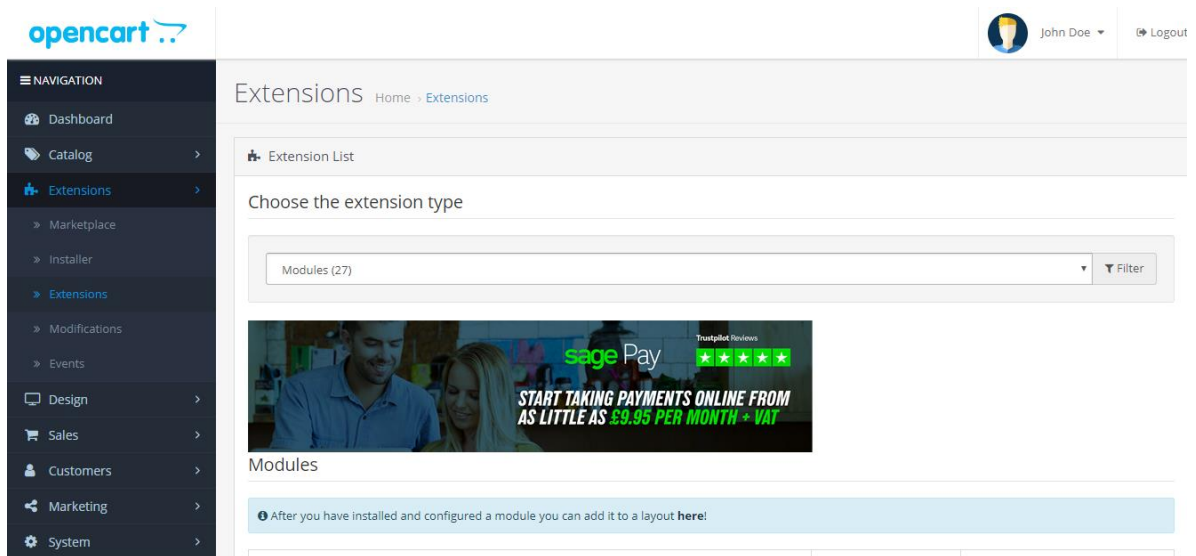 opencart
John Doe
Logout
NAVIGATION
Extensions Home › Extensions
Dashboard
Catalog
Extensions
» Marketplace
» Installer
» Extensions
» Modifications
» Events
Design
Sales
Customers
Marketing
System
Extension List
Choose the extension type
Modules (27)
Filter
sage Pay
Trustpilot Reviews
START TAKING PAYMENTS ONLINE FROM
AS LITTLE AS £9.95 PER MONTH + VAT
Modules
After you have installed and configured a module you can add it to a layout here!